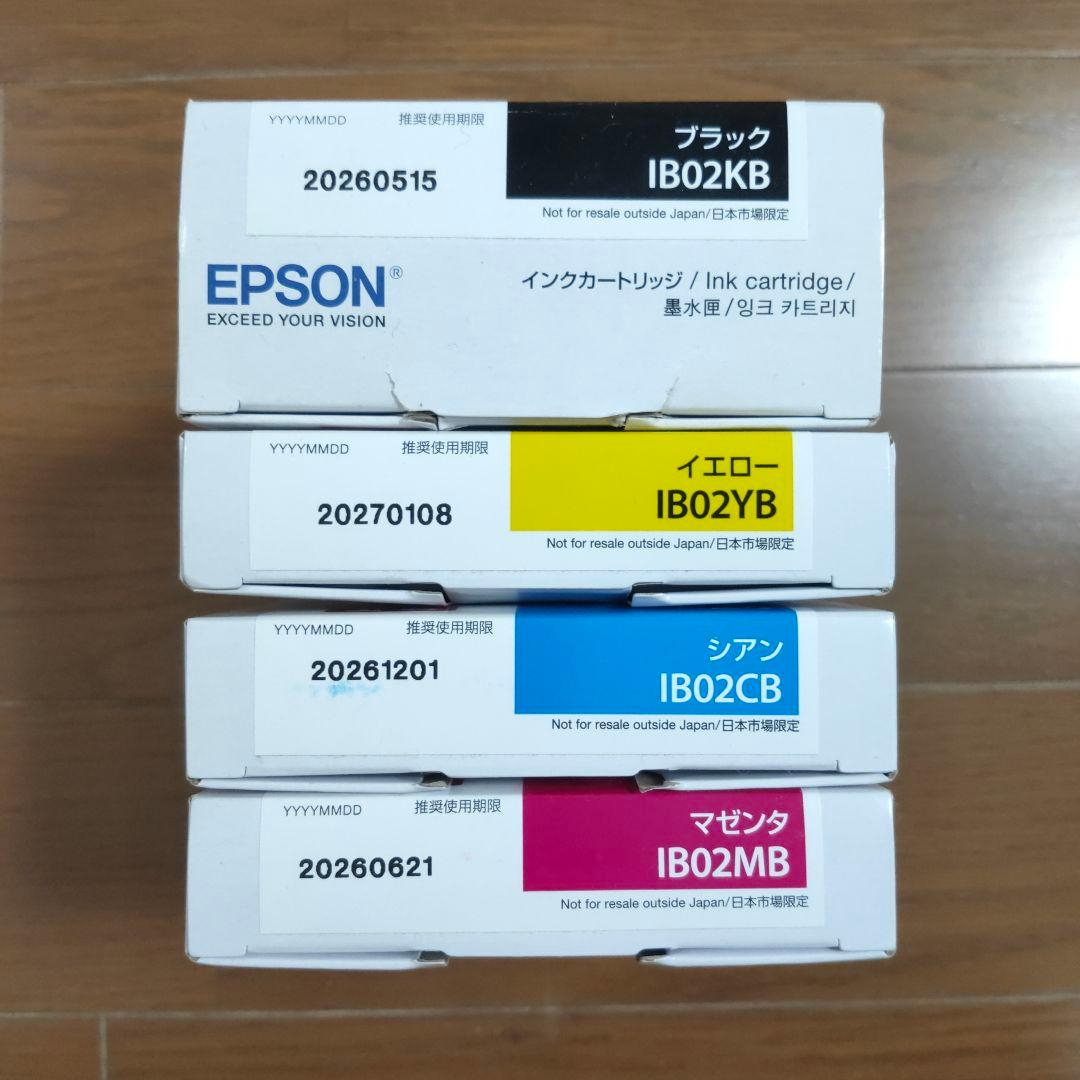 YYYYMMDD 推奨使用期限
20260515
ブラック
IB02KB
Not for resale outside Japan/日本市場限定
EPSON®
EXCEED YOUR VISION
インクカートリッジ / Ink cartridge /
墨水匣 / 잉크 카트리지
YYYYMMDD 推奨使用期限
20270108
イエロー
IB02YB
Not for resale outside Japan/日本市場限定
YYYYMMDD 推奨使用期限
20261201
シアン
IB02CB
Not for resale outside Japan/日本市場限定
YYYYMMDD 推奨使用期限
20260621
マゼンタ
IB02MB
Not for resale outside Japan/日本市場限定